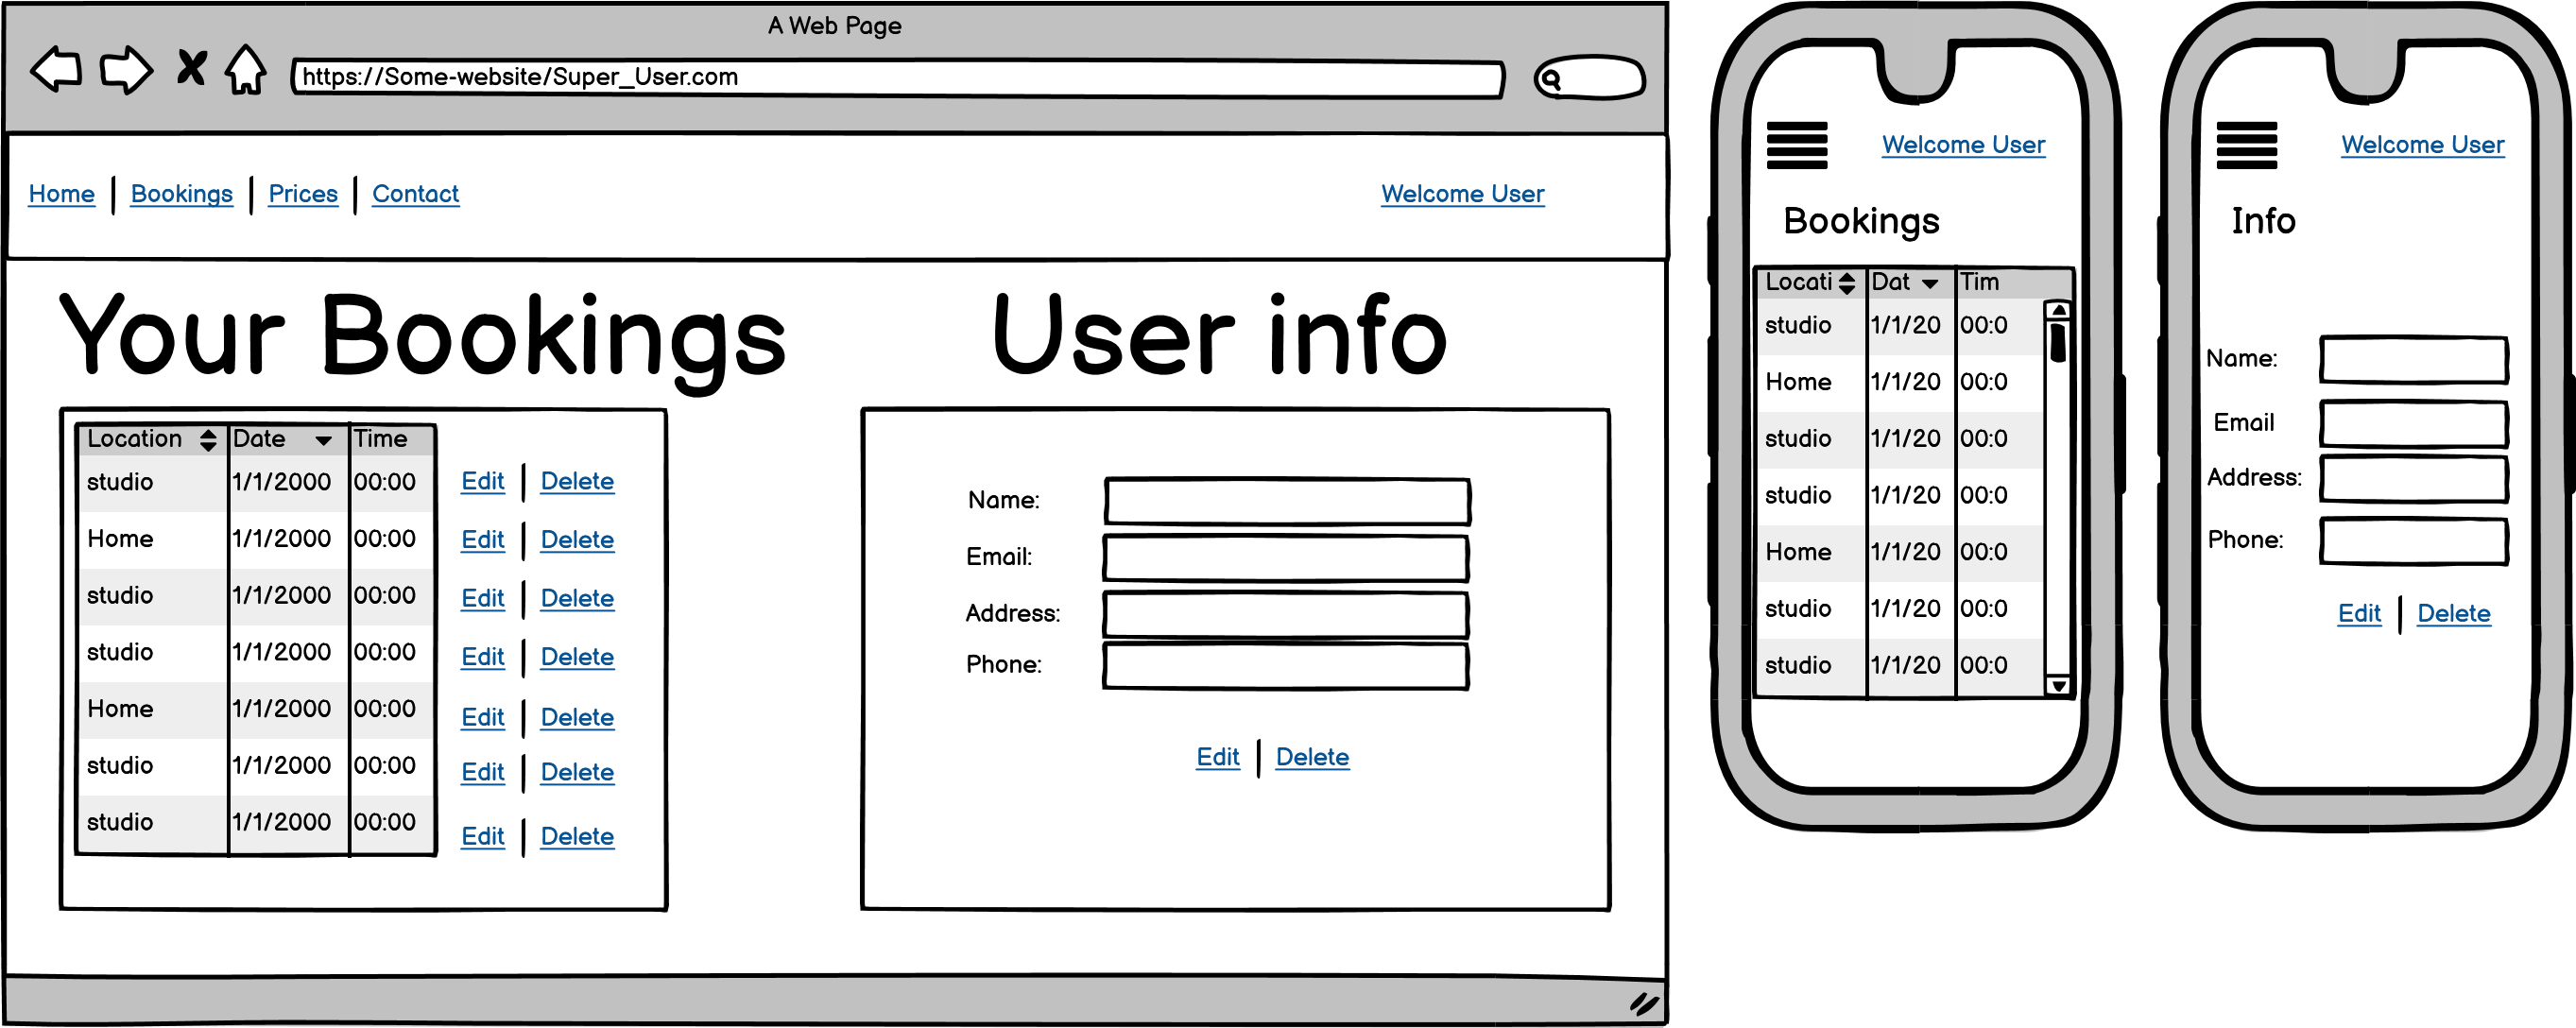 A Web Page
https://Some-website/Super_User.com
Home | Bookings | Prices | Contact
Welcome User
Your Bookings
Location Date Time
studio 1/1/2000 00:00 Edit | Delete
Home 1/1/2000 00:00 Edit | Delete
studio 1/1/2000 00:00 Edit | Delete
studio 1/1/2000 00:00 Edit | Delete
Home 1/1/2000 00:00 Edit | Delete
studio 1/1/2000 00:00 Edit | Delete
studio 1/1/2000 00:00 Edit | Delete
User info
Name:
Email:
Address:
Phone:
Edit | Delete
Welcome User
Bookings
Locati Dat Tim
studio 1/1/20 00:0
Home 1/1/20 00:0
studio 1/1/20 00:0
studio 1/1/20 00:0
Home 1/1/20 00:0
studio 1/1/20 00:0
studio 1/1/20 00:0
Welcome User
Info
Name:
Email
Address:
Phone:
Edit | Delete